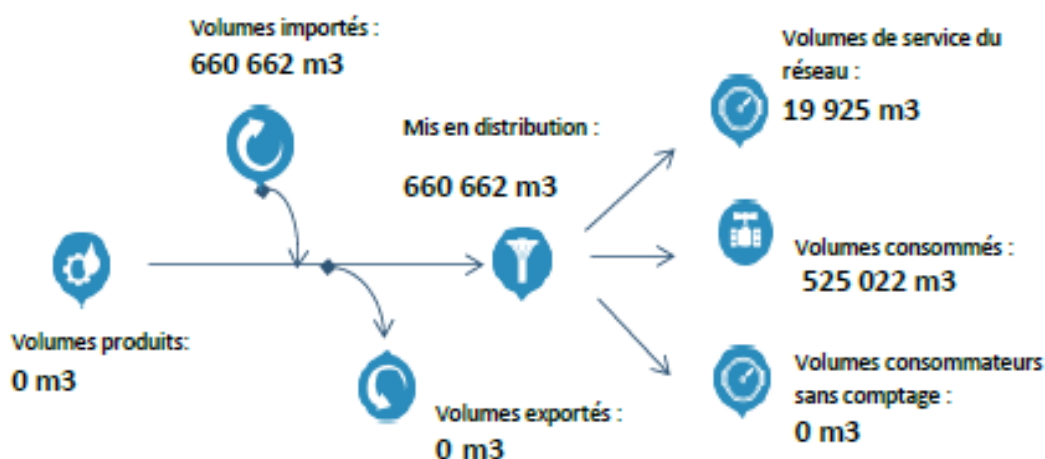 Volumes importés :
660 662 m3
Volumes de service du
réseau :
19 925 m3
Mis en distribution :
660 662 m3
Volumes consommés :
525 022 m3
Volumes produits:
0 m3
Volumes exportés :
0 m3
Volumes consommateurs
sans comptage :
0 m3